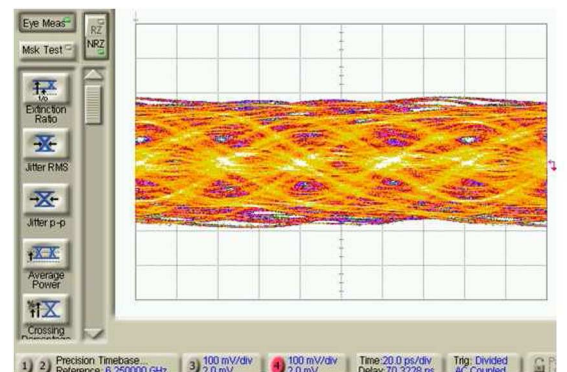 Eye Meas
RZ
NRZ
Msk Test
Extinction
Ratio
Jitter RMS
Jitter p-p
Average
Power
Crossing
1
2
Precision Timebase...
Reference: 6.250000 GHz
3
100 mV/div
2.0 mV
4
100 mV/div
2.0 mV
Time:20.0 ps/div
Delay:70.3228 ns
Trig: Divided
AC Coupled